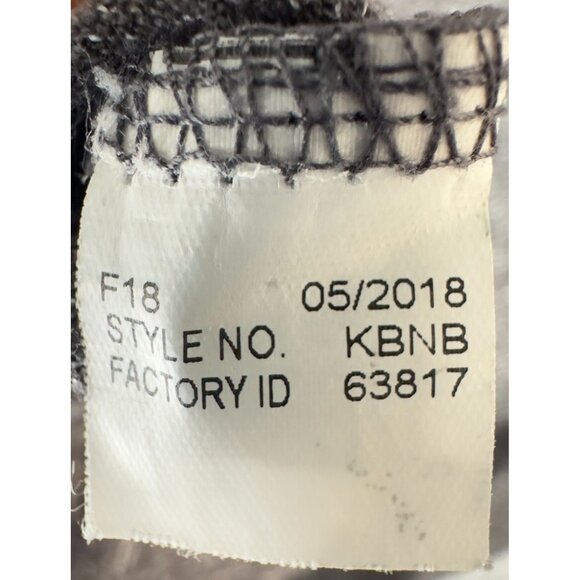 F18 05/2018
STYLE NO. KBNB
FACTORY ID 63817